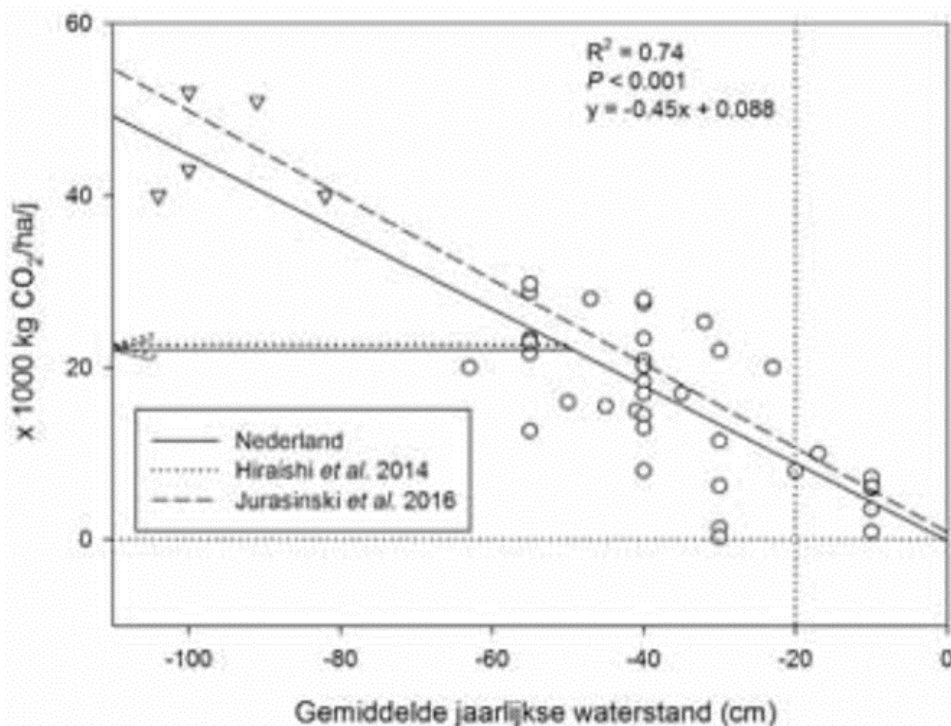 60
40
20
0
x 1000 kg CO2/ha/j
R2 = 0.74
P < 0.001
y = -0.45x + 0.088
Nederland
Hiraishi et al. 2014
Jurasinski et al. 2016
-100 -80 -60 -40 -20 0
Gemiddelde jaarlijkse waterstand (cm)